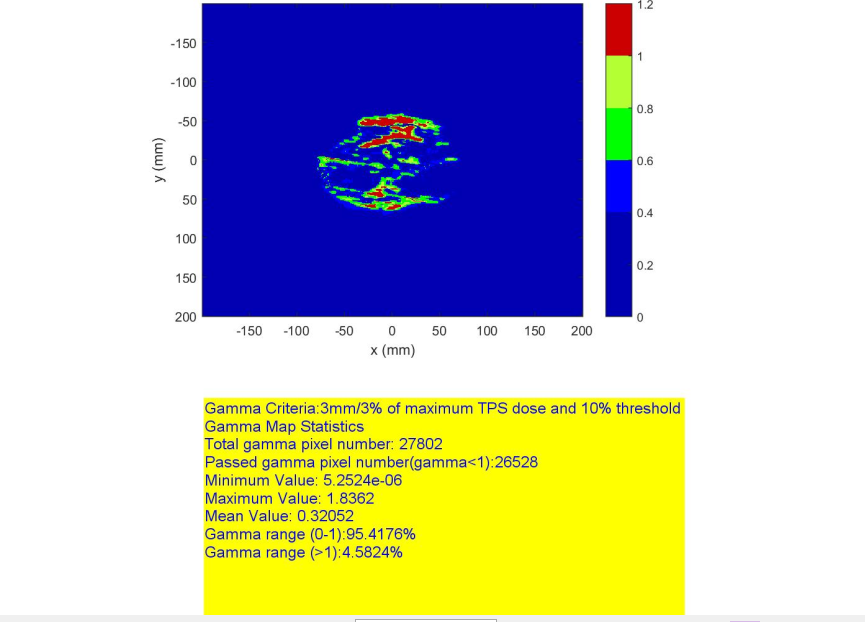 1.2
-150
1
-100
-50
0.8
y (mm)
0
0.6
50
0.4
100
0.2
150
200
0
-150 -100 -50 0 50 100 150 200
x (mm)
Gamma Criteria:3mm/3% of maximum TPS dose and 10% threshold
Gamma Map Statistics
Total gamma pixel number: 27802
Passed gamma pixel number(gamma<1):26528
Minimum Value: 5.2524e-06
Maximum Value: 1.8362
Mean Value: 0.32052
Gamma range (0-1):95.4176%
Gamma range (>1):4.5824%